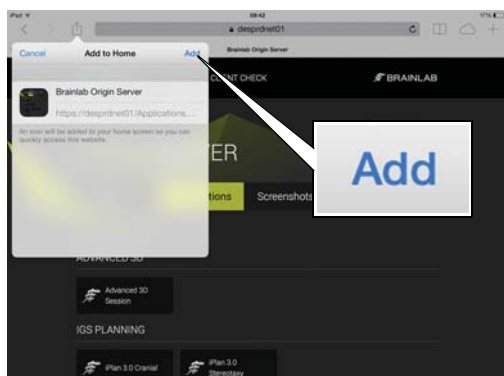 iPad
09:42
17%
desprdnet01
Brainlab Origin Server
Cancel
Add to Home
Add
CLIENT CHECK
BRAINLAB
Brainlab Origin Server
https://desprdnet01/Applications....
An icon will be added to your home screen so you can
quickly access this website.
ER
Add
tions
Screenshots
ADVANCED 3D
Advanced 3D
Session
IGS PLANNING
iPlan 3.0 Cranial
iPlan 3.0
Stereotaxy